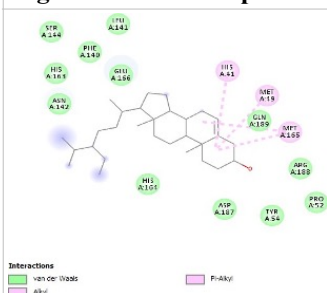 LEU
A:141
SER
A:144
PHE
A:140
HIS
A:163
GLU
A:166
HIS
A:41
ASN
A:142
MET
A:49
GLN
A:189
MET
A:165
ARG
A:188
HIS
A:164
PRO
A:52
ASP
A:187
TYR
A:54
Interactions
van der Waals
Pi-Alkyl
Alkyl